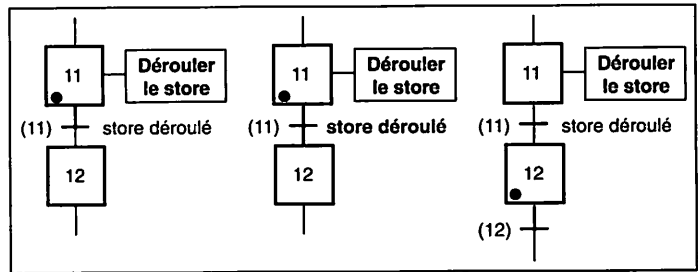 11
Dérouler
le store
(11)
store déroulé
12
11
Dérouler
le store
(11)
store déroulé
12
11
Dérouler
le store
(11)
store déroulé
12
(12)